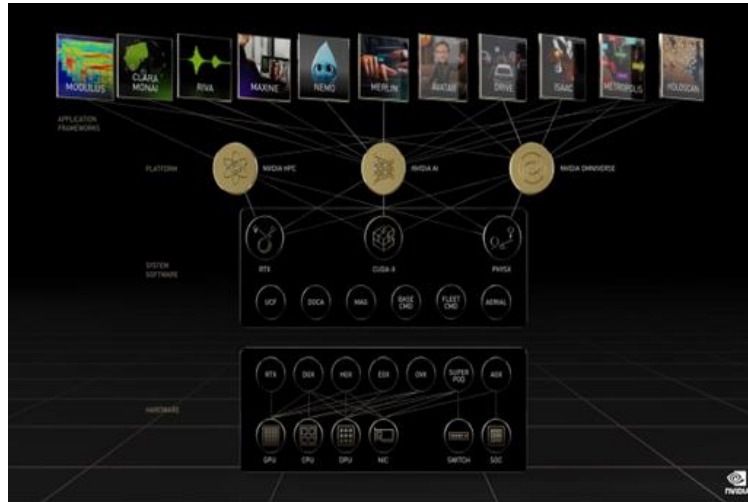 MODULUS
CLARA
MONAI
RIVA
MAXINE
NEMO
MERLIN
AVATAR
DRIVE
ISAAC
METROPOLIS
HOLOSCAN
APPLICATION
FRAMEWORKS
PLATFORM
NVIDIA HPC
NVIDIA AI
NVIDIA OMNIVERSE
SYSTEM
SOFTWARE
RTX
CUDA-X
PHYSX
UCF
DOCA
MAG
BASE
CMD
FLEET
CMD
AERIAL
HARDWARE
RTX
DGX
HGX
EGX
OVX
SUPER
POD
AGX
GPU
CPU
DPU
NIC
SWITCH
SOC
NVIDIA